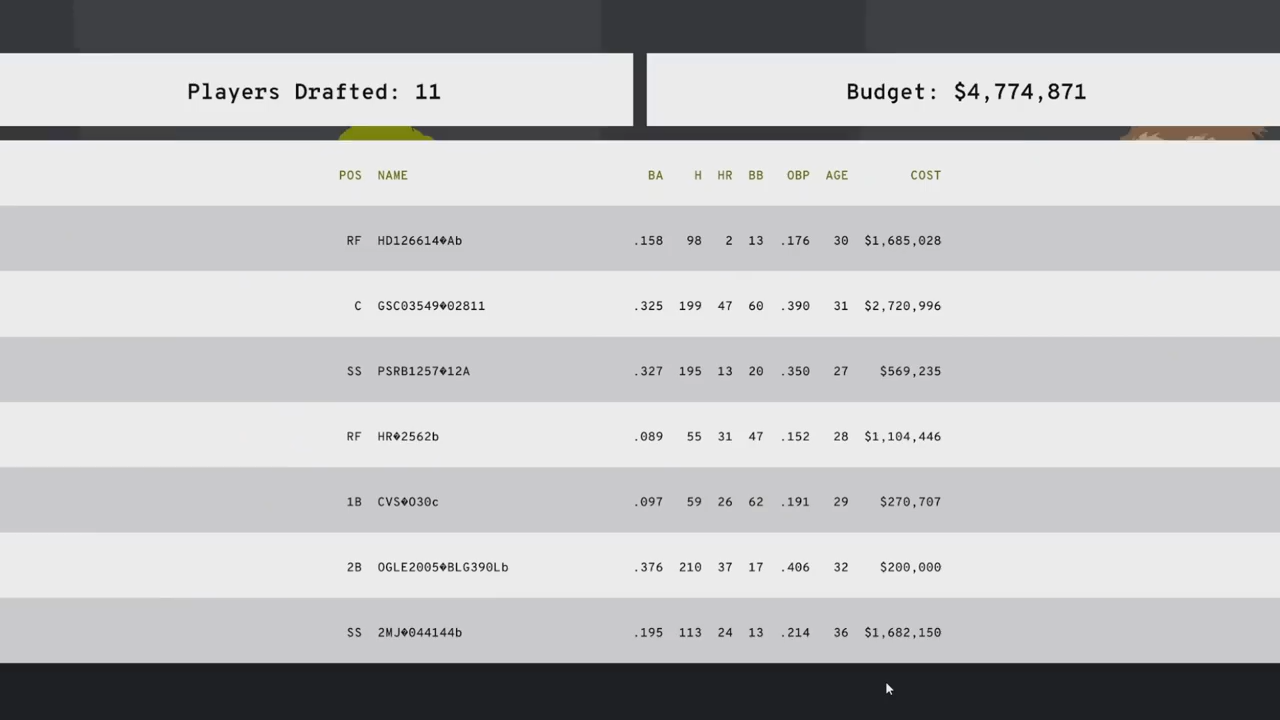 Players Drafted: 11
Budget: $4,774,871
POS NAME BA H HR BB OBP AGE COST
RF HD126614�Ab .158 98 2 13 .176 30 $1,685,028
C GSC03549�02811 .325 199 47 60 .390 31 $2,720,996
SS PSRB1257�12A .327 195 13 20 .350 27 $569,235
RF HR�2562b .089 55 31 47 .152 28 $1,104,446
1B CVS�O30c .097 59 26 62 .191 29 $270,707
2B OGLE2005�BLG390Lb .376 210 37 17 .406 32 $200,000
SS 2MJ�044144b .195 113 24 13 .214 36 $1,682,150